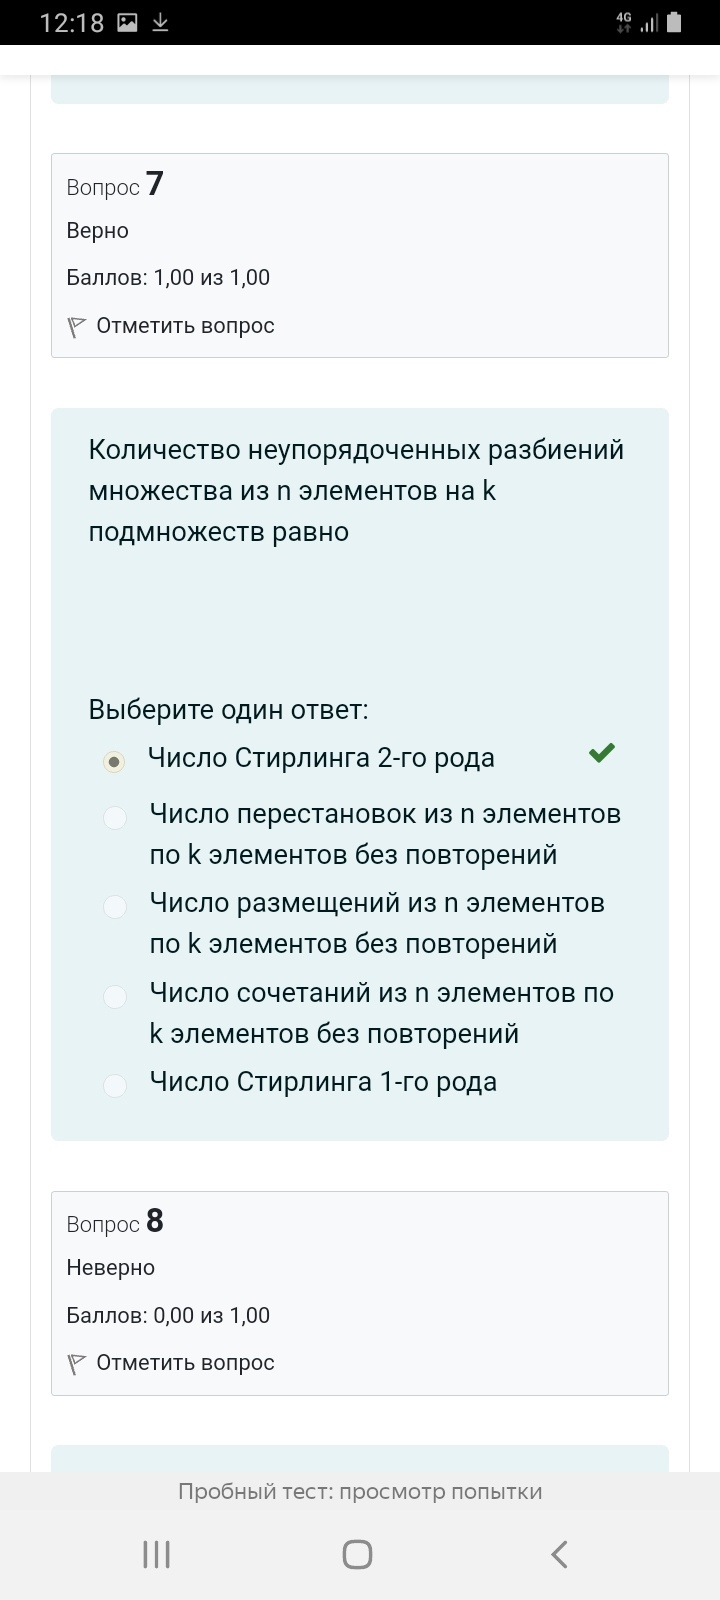 12:18
4G
Вопрос 7
Верно
Баллов: 1,00 из 1,00
Отметить вопрос
Количество неупорядоченных разбиений
множества из n элементов на k
подмножеств равно
Выберите один ответ:
Число Стирлинга 2-го рода
Число перестановок из n элементов
по k элементов без повторений
Число размещений из n элементов
по k элементов без повторений
Число сочетаний из n элементов по
k элементов без повторений
Число Стирлинга 1-го рода
Вопрос 8
Неверно
Баллов: 0,00 из 1,00
Отметить вопрос
Пробный тест: просмотр попытки